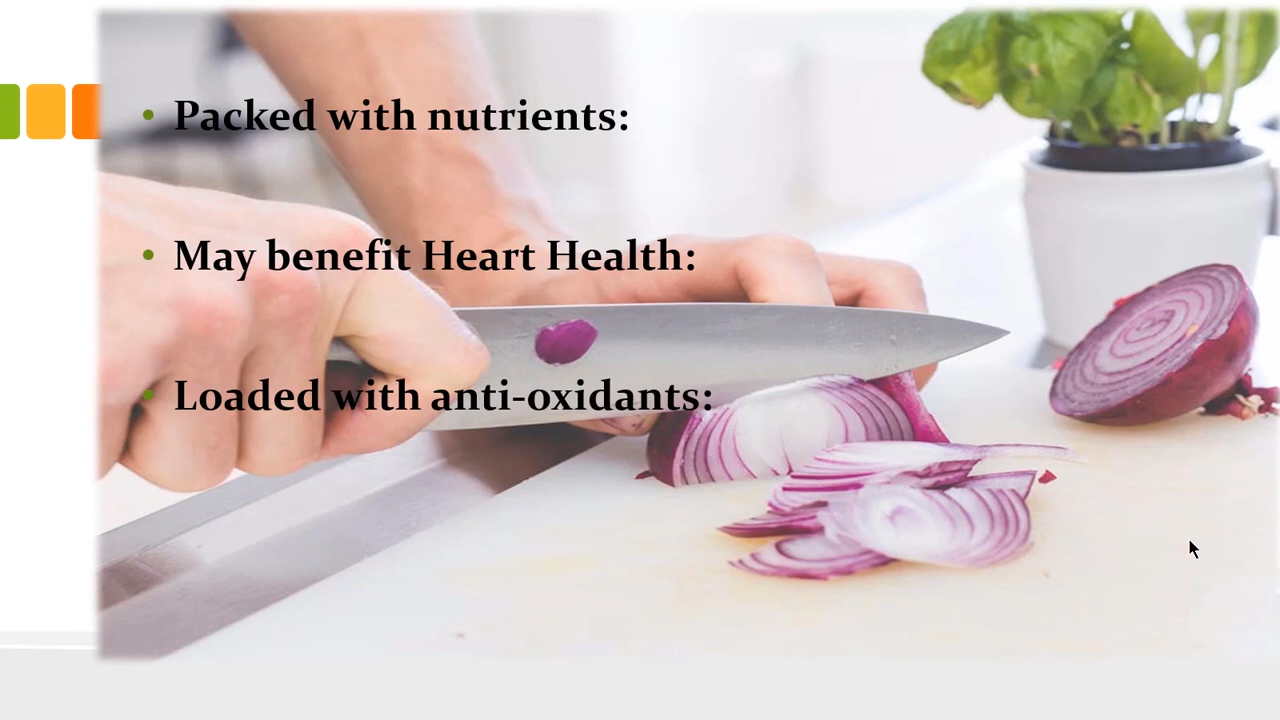 • Packed with nutrients:
• May benefit Heart Health:
• Loaded with anti-oxidants: